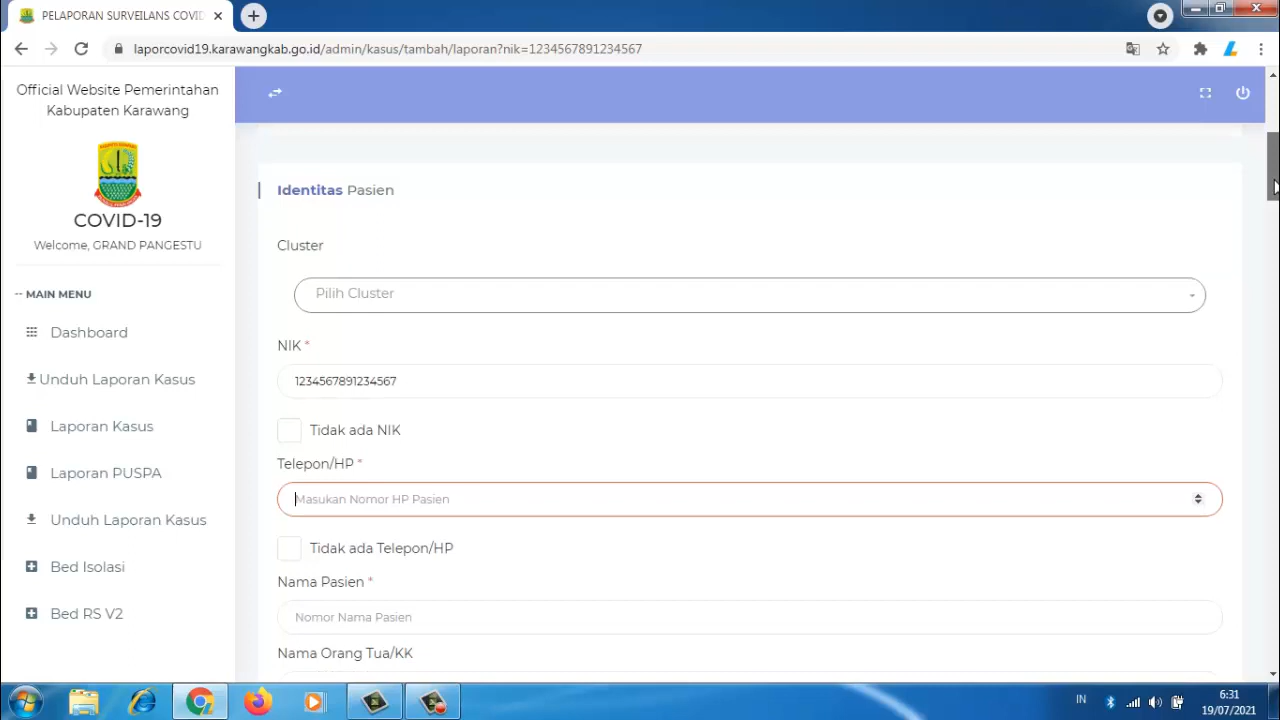 PELAPORAN SURVEILANS COVID
laporcovid19.karawangkab.go.id/admin/kasus/tambah/laporan?nik=1234567891234567
Official Website Pemerintahan
Kabupaten Karawang
COVID-19
Welcome, GRAND PANGESTU
-- MAIN MENU
Dashboard
Unduh Laporan Kasus
Laporan Kasus
Laporan PUSPA
Unduh Laporan Kasus
Bed Isolasi
Bed RS V2
Identitas Pasien
Cluster
Pilih Cluster
NIK *
1234567891234567
Tidak ada NIK
Telepon/HP *
Masukan Nomor HP Pasien
Tidak ada Telepon/HP
Nama Pasien *
Nomor Nama Pasien
Nama Orang Tua/KK
IN
6:31
19/07/2021